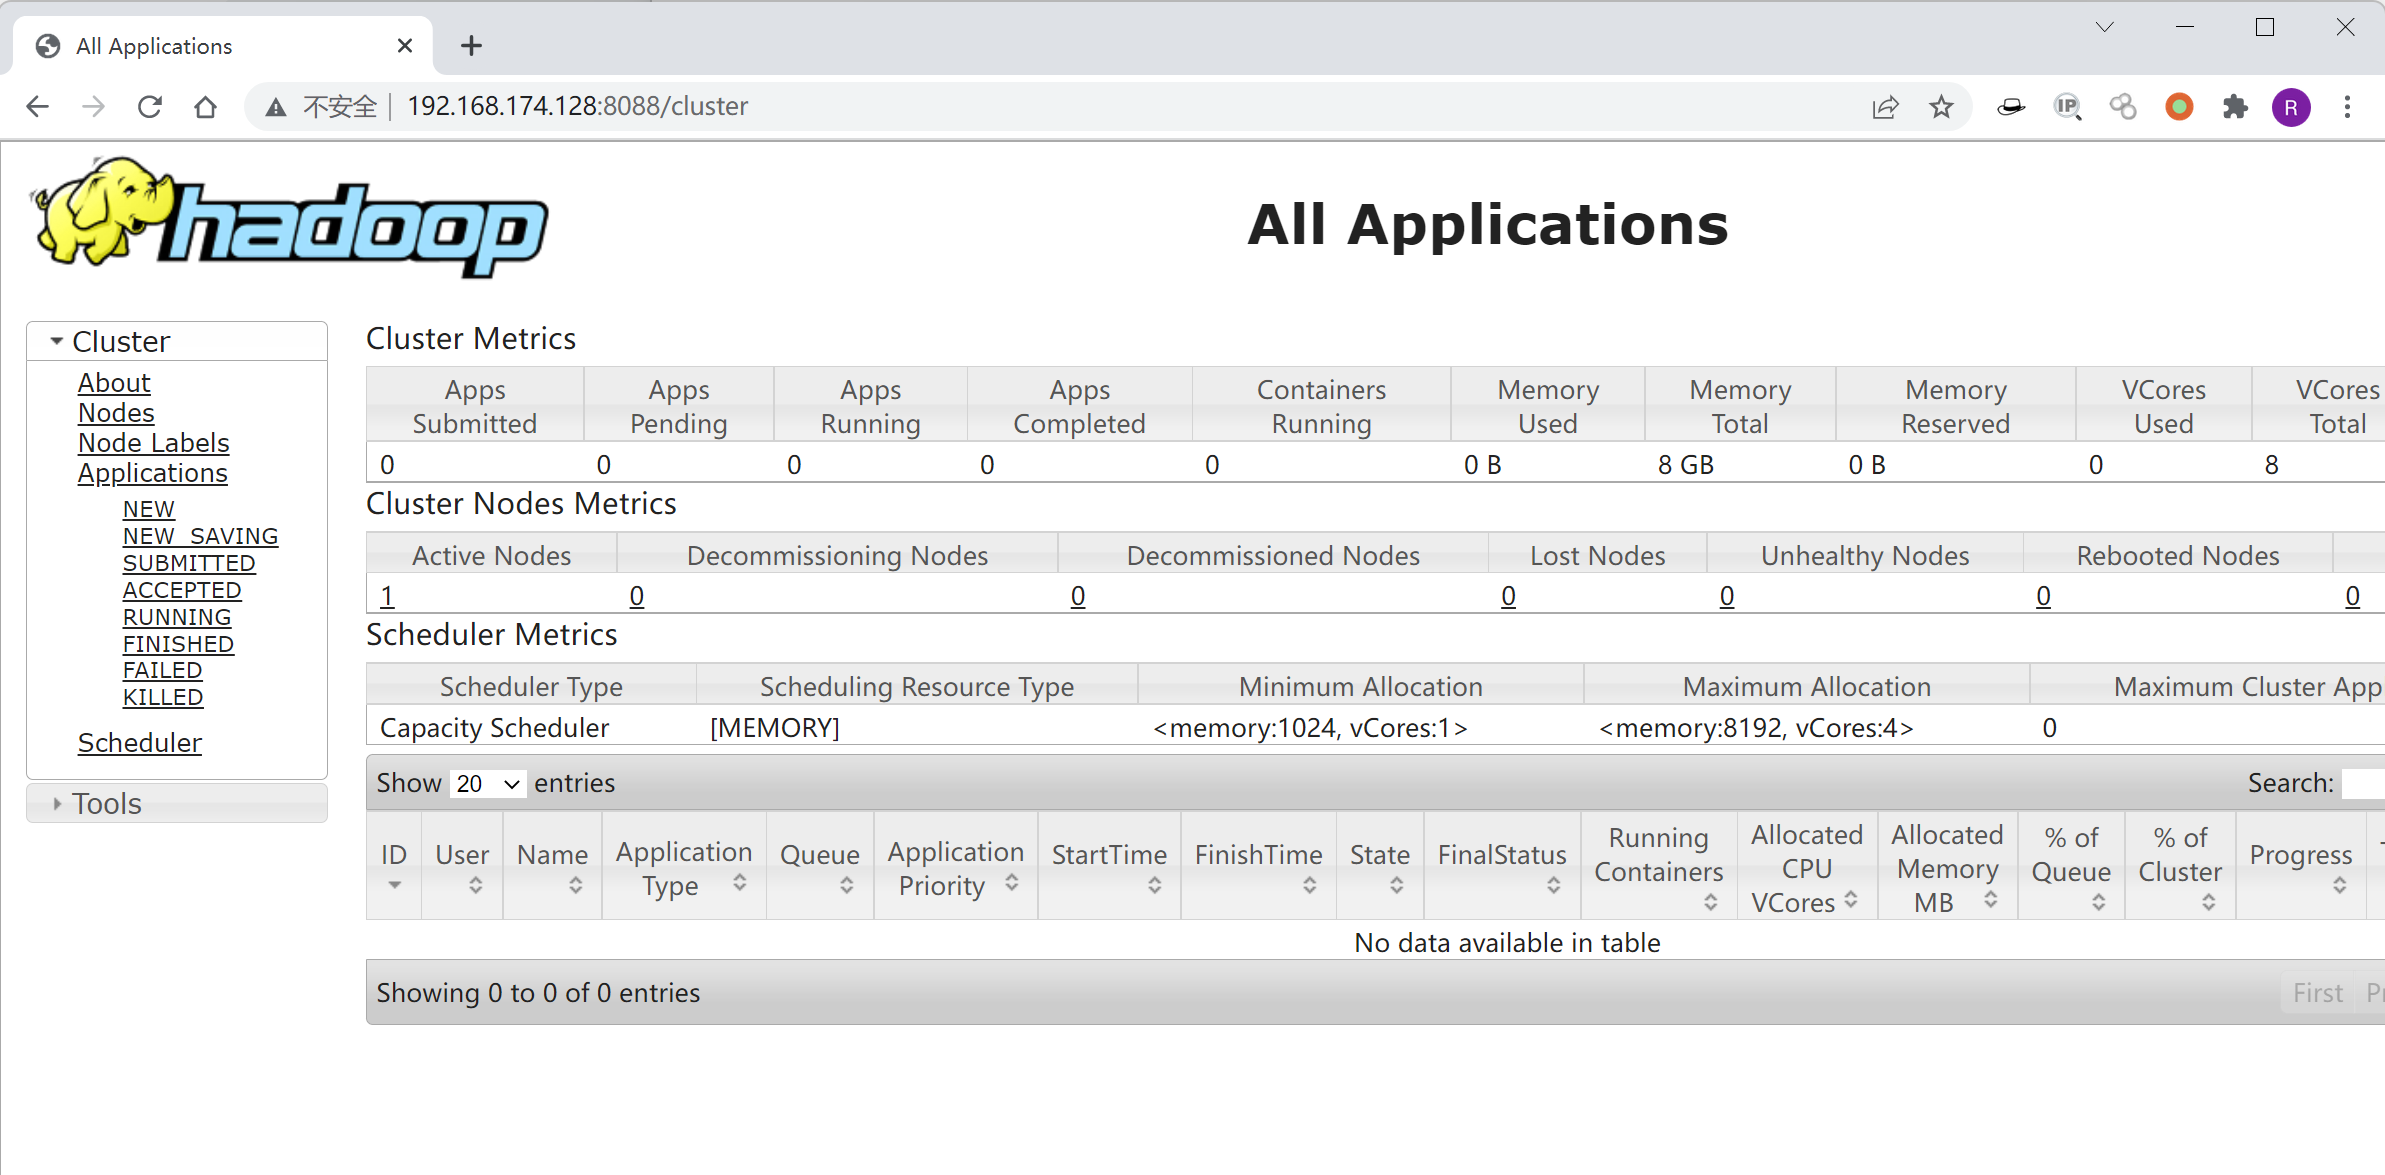 All Applications
不安全 192.168.174.128:8088/cluster
IP
R
hadoop
All Applications
Cluster
About
Nodes
Node Labels
Applications
NEW
NEW_SAVING
SUBMITTED
ACCEPTED
RUNNING
FINISHED
FAILED
KILLED
Scheduler
Tools
Cluster Metrics
Apps Submitted Apps Pending Apps Running Apps Completed Containers Running Memory Used Memory Total Memory Reserved VCores Used VCores Total
0 0 0 0 0 0 B 8 GB 0 B 0 8
Cluster Nodes Metrics
Active Nodes Decommissioning Nodes Decommissioned Nodes Lost Nodes Unhealthy Nodes Rebooted Nodes
1 0 0 0 0 0 0
Scheduler Metrics
Scheduler Type Scheduling Resource Type Minimum Allocation Maximum Allocation Maximum Cluster App
Capacity Scheduler [MEMORY] <memory:1024, vCores:1> <memory:8192, vCores:4> 0
Show 20 entries Search:
ID User Name Application Type Queue Application Priority StartTime FinishTime State FinalStatus Running Containers Allocated CPU VCores Allocated Memory MB % of Queue % of Cluster Progress
No data available in table
Showing 0 to 0 of 0 entries First